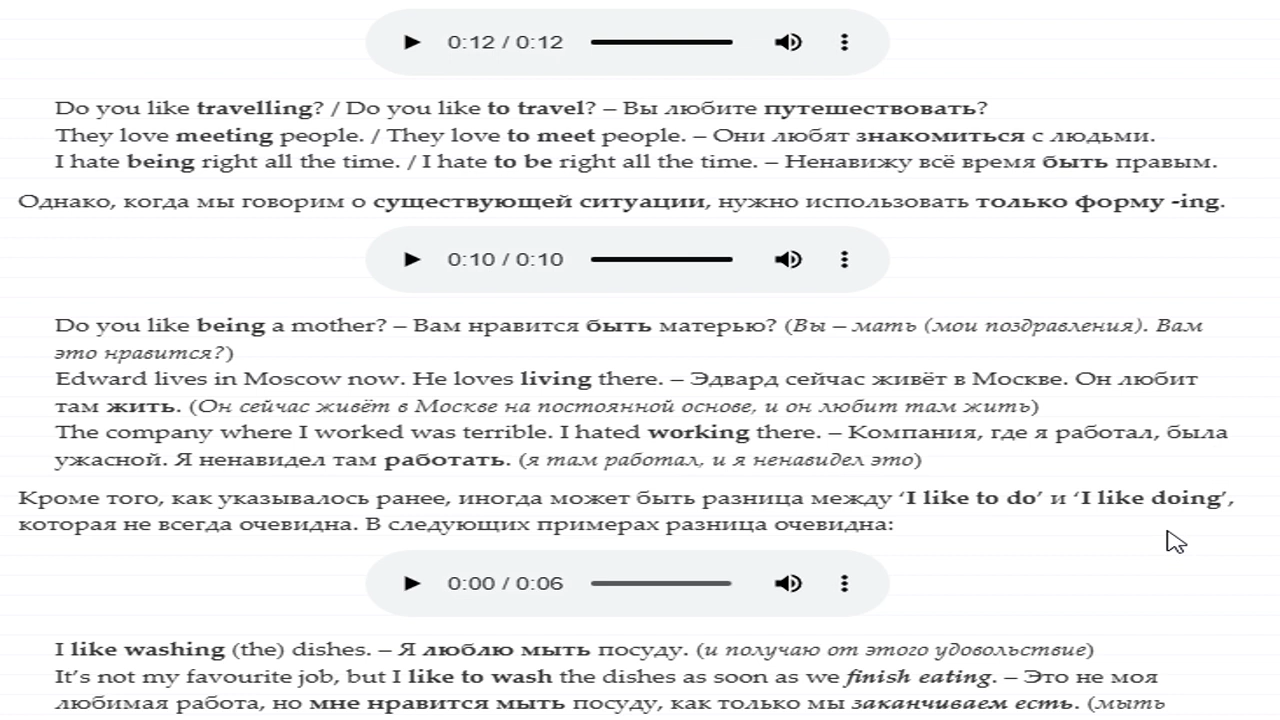 0:12 / 0:12
Do you like travelling? / Do you like to travel? – Вы любите путешествовать?
They love meeting people. / They love to meet people. – Они любят знакомиться с людьми.
I hate being right all the time. / I hate to be right all the time. – Ненавижу всё время быть правым.
Однако, когда мы говорим о существующей ситуации, нужно использовать только форму -ing.
0:10 / 0:10
Do you like being a mother? – Вам нравится быть матерью? (Вы – мать (мои поздравления). Вам
это нравится?)
Edward lives in Moscow now. He loves living there. – Эдвард сейчас живёт в Москве. Он любит
там жить. (Он сейчас живёт в Москве на постоянной основе, и он любит там жить)
The company where I worked was terrible. I hated working there. – Компания, где я работал, была
ужасной. Я ненавидел там работать. (я там работал, и я ненавидел это)
Кроме того, как указывалось ранее, иногда может быть разница между ‘I like to do’ и ‘I like doing’,
которая не всегда очевидна. В следующих примерах разница очевидна:
0:00 / 0:06
I like washing (the) dishes. – Я люблю мыть посуду. (и получаю от этого удовольствие)
It’s not my favourite job, but I like to wash the dishes as soon as we finish eating. – Это не моя
любимая работа, но мне нравится мыть посуду, как только мы заканчиваем есть. (мыть